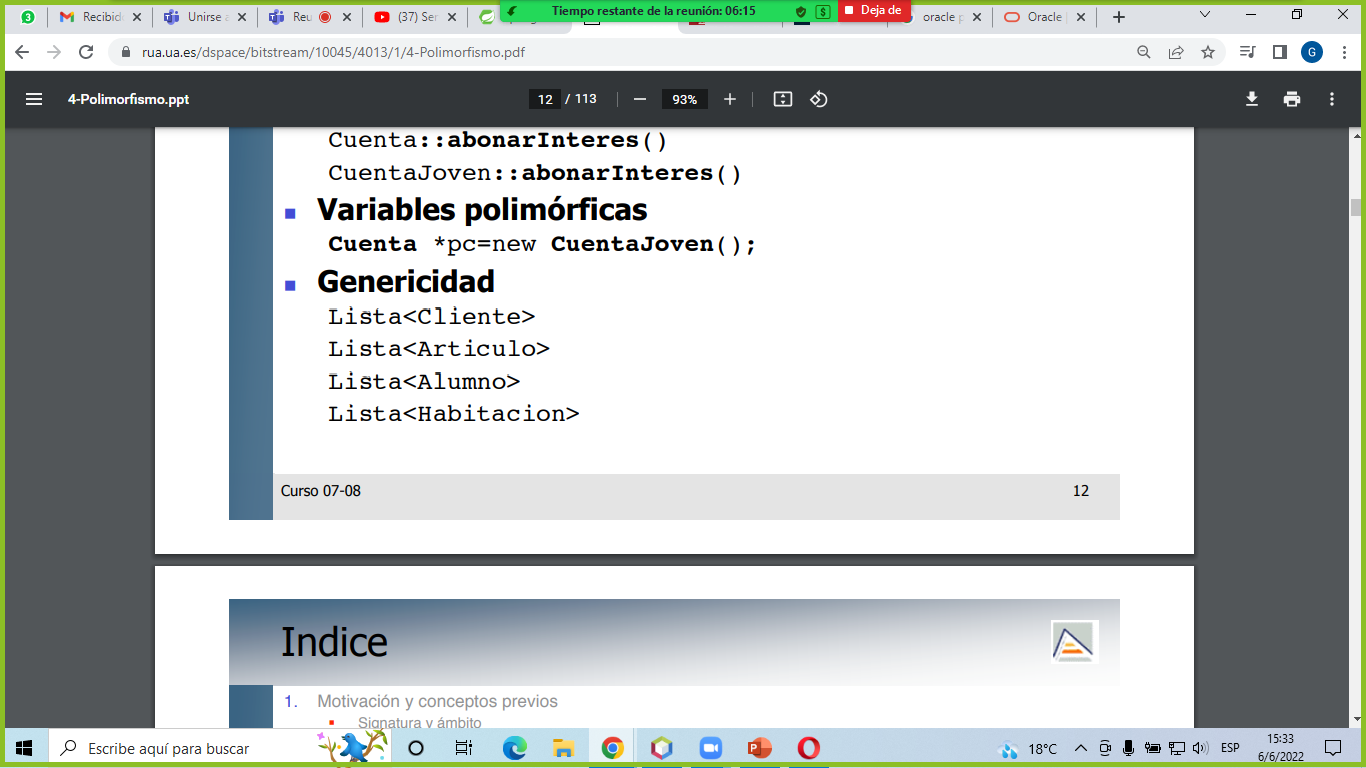 3
Recibid
Unirse a
Reu
(37) Ser
Tiempo restante de la reunión: 06:15
$
Deja de
oracle p
Oracle |
rua.ua.es/dspace/bitstream/10045/4013/1/4-Polimorfismo.pdf
G
4-Polimorfismo.ppt
12 / 113
93%
Cuenta::abonarInteres()
CuentaJoven::abonarInteres()
Variables polimórficas
Cuenta *pc=new CuentaJoven();
Genericidad
Lista<Cliente>
Lista<Articulo>
Lista<Alumno>
Lista<Habitacion>
Curso 07-08
12
Indice
1. Motivación y conceptos previos
Signatura y ámbito
Escribe aquí para buscar
18°C
ESP
15:33
6/6/2022